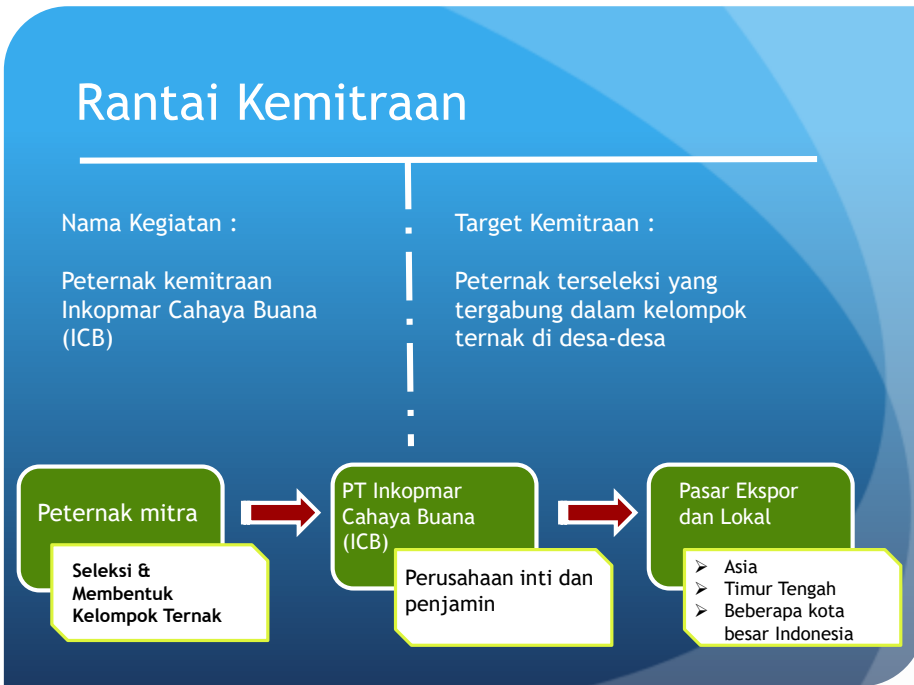 Rantai Kemitraan
Nama Kegiatan :
Peternak kemitraan
Inkopmar Cahaya Buana
(ICB)
Target Kemitraan :
Peternak terseleksi yang
tergabung dalam kelompok
ternak di desa-desa
Peternak mitra
Seleksi &
Membentuk
Kelompok Ternak
PT Inkopmar
Cahaya Buana
(ICB)
Perusahaan inti dan
penjamin
Pasar Ekspor
dan Lokal
➢ Asia
➢ Timur Tengah
➢ Beberapa kota
besar Indonesia